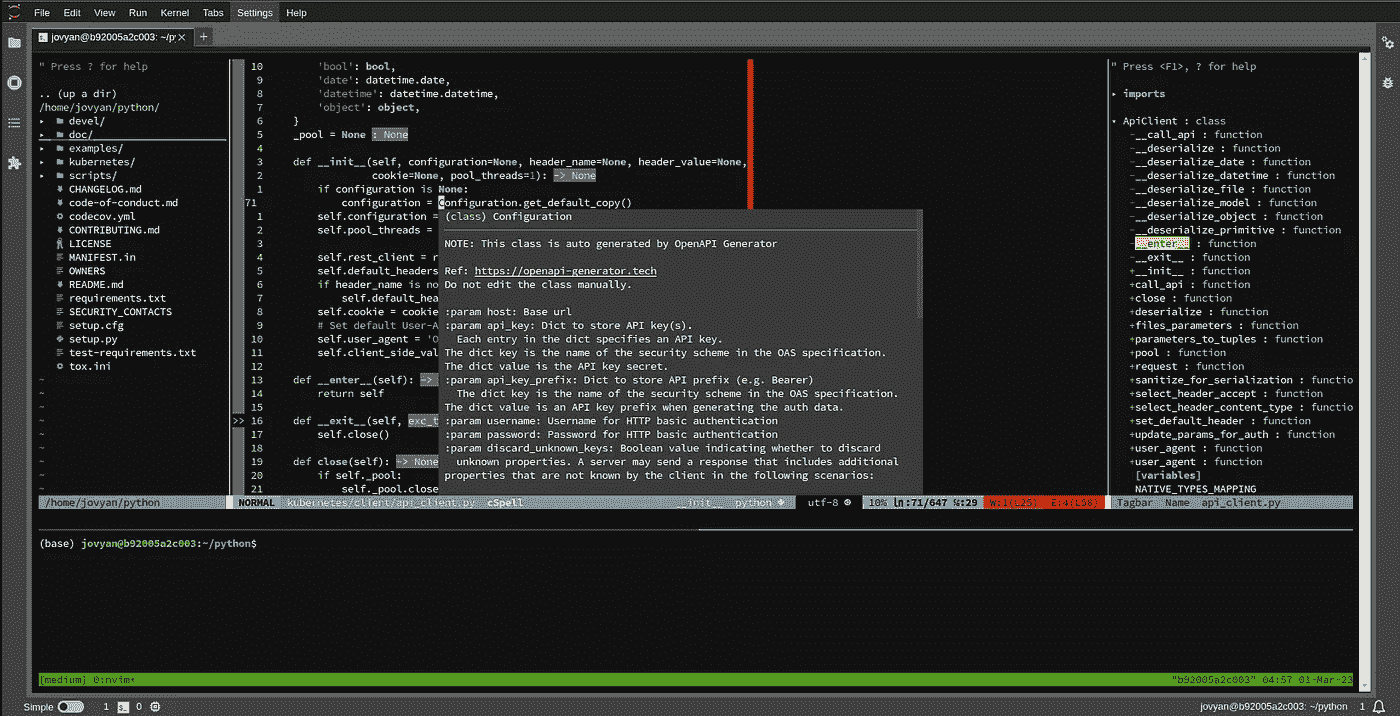 File Edit View Run Kernel Tabs Settings Help
jovyan@b92005a2c003: ~/py × +
" Press ? for help
.. (up a dir)
/home/jovyan/python/
▸ devel/
▸ doc/
▸ examples/
▸ kubernetes/
▸ scripts/
CHANGELOG.md
code-of-conduct.md
codecov.yml
CONTRIBUTING.md
LICENSE
MANIFEST.in
OWNERS
README.md
requirements.txt
SECURITY_CONTACTS
setup.cfg
setup.py
test-requirements.txt
tox.ini
~
~
~
~
~
~
~
~
~
/home/jovyan/python
10 'bool': bool,
9 'date': datetime.date,
8 'datetime': datetime.datetime,
7 'object': object,
6 }
5 _pool = None : None
4
3 def __init__(self, configuration=None, header_name=None, header_value=None,
2 cookie=None, pool_threads=1): -> None
1 if configuration is None:
71 configuration = Configuration.get_default_copy()
1 self.configuration =
2 self.pool_threads =
3
4 self.rest_client = r
5 self.default_headers
6 if header_name is no
7 self.default_hea
8 self.cookie = cookie
9 # Set default User-A
10 self.user_agent = 'O
11 self.client_side_val
12
13 def __enter__(self): ->
14 return self
15
>> 16 def __exit__(self, exc_t
17 self.close()
18
19 def close(self): -> None
20 if self._pool:
21 self._pool.close
(class) Configuration
NOTE: This class is auto generated by OpenAPI Generator
Ref: https://openapi-generator.tech
Do not edit the class manually.
:param host: Base url
:param api_key: Dict to store API key(s).
Each entry in the dict specifies an API key.
The dict key is the name of the security scheme in the OAS specification.
The dict value is the API key secret.
:param api_key_prefix: Dict to store API prefix (e.g. Bearer)
The dict key is the name of the security scheme in the OAS specification.
The dict value is an API key prefix when generating the auth data.
:param username: Username for HTTP basic authentication
:param password: Password for HTTP basic authentication
:param discard_unknown_keys: Boolean value indicating whether to discard
unknown properties. A server may send a response that includes additional
properties that are not known by the client in the following scenarios:
NORMAL kubernetes/client/api_client.py cSpell __init__ python utf-8 10% ln:71/647 %:29 W:1(L25) E:4(L58)
" Press <F1>, ? for help
▸ imports
▾ ApiClient : class
-__call_api : function
-__deserialize : function
-__deserialize_date : function
-__deserialize_datetime : function
-__deserialize_file : function
-__deserialize_model : function
-__deserialize_object : function
-__deserialize_primitive : function
-__enter__ : function
-__exit__ : function
+__init__ : function
+call_api : function
+close : function
+deserialize : function
+files_parameters : function
+parameters_to_tuples : function
+pool : function
+request : function
+sanitize_for_serialization : functio
+select_header_accept : function
+select_header_content_type : functio
+set_default_header : function
+update_params_for_auth : function
+user_agent : function
+user_agent : function
[variables]
NATIVE_TYPES_MAPPING
Tagbar Name api_client.py
(base) jovyan@b92005a2c003:~/python$
[medium] 0:nvim* "b92005a2c003" 04:57 01-Mar-23
Simple 1 0 jovyan@b92005a2c003: ~/python 1